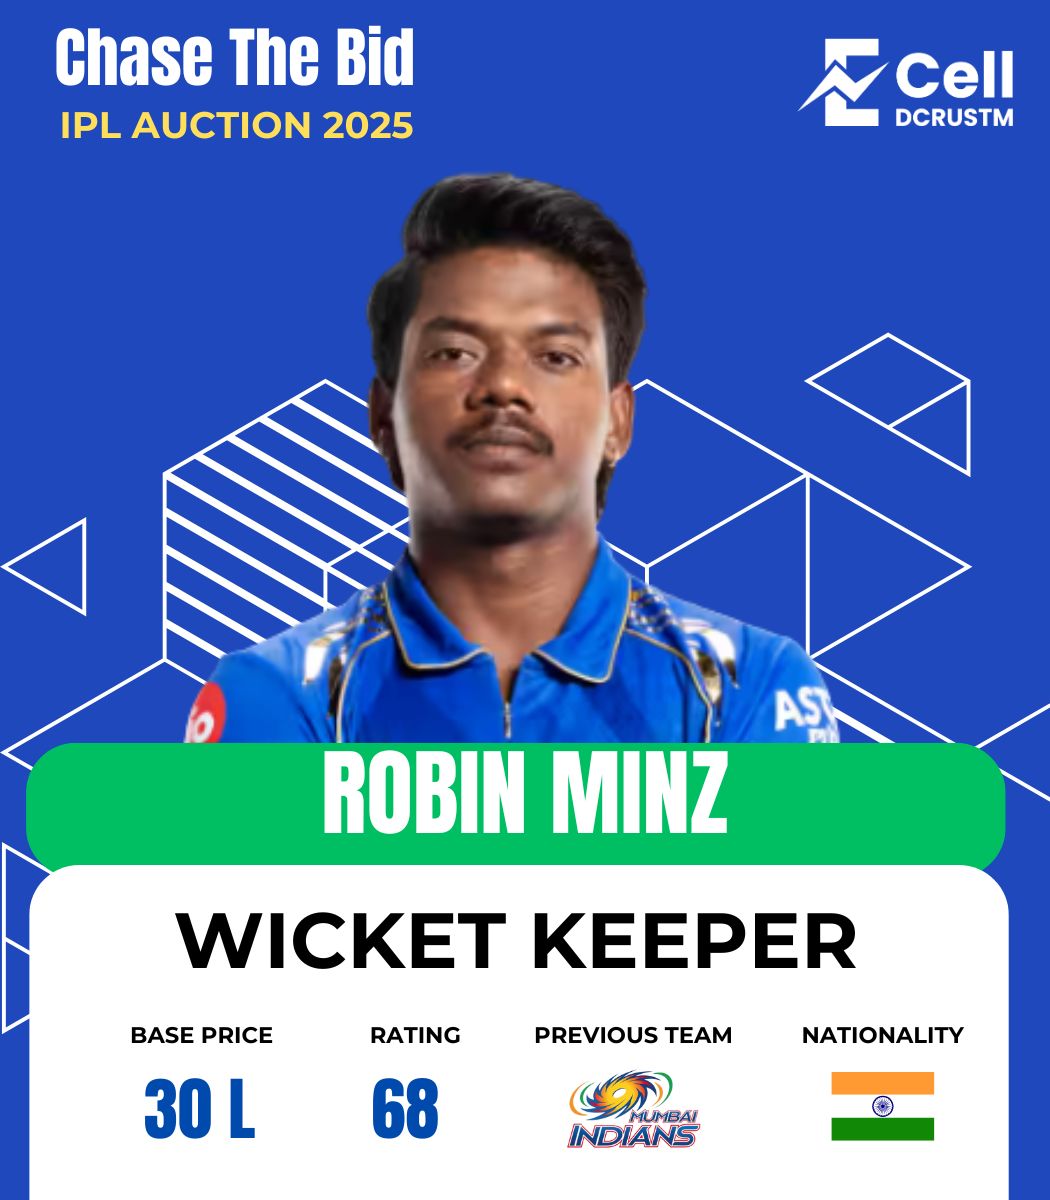 Chase The Bid
IPL AUCTION 2025
Cell
DCRUSTM
AST
ROBIN MINZ
WICKET KEEPER
BASE PRICE
RATING
PREVIOUS TEAM
NATIONALITY
30 L
68
MUMBAI
INDIANS